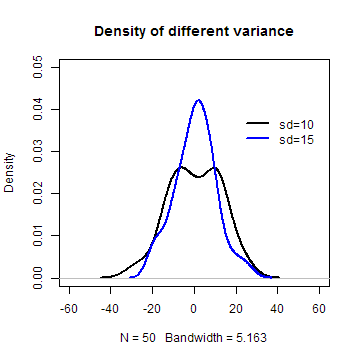 Density of different variance
Density
0.00 0.01 0.02 0.03 0.04 0.05
sd=10
sd=15
-60 -40 -20 0 20 40 60
N = 50 Bandwidth = 5.163